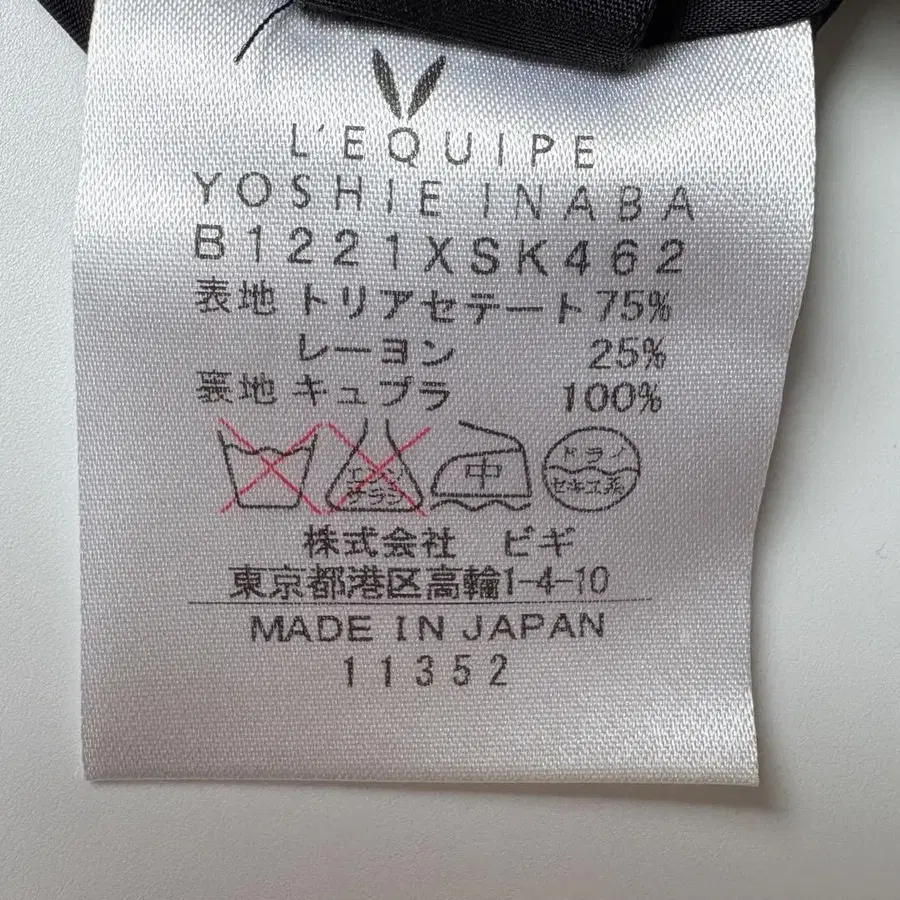 L'EQUIPE
YOSHIE INABA
B1221XSK462
表地 トリアセテート 75%
レーヨン 25%
裏地 キュプラ 100%
エンソサラシ 中 ドライ セキユ系
株式会社 ビギ
東京都港区高輪1-4-10
MADE IN JAPAN
11352